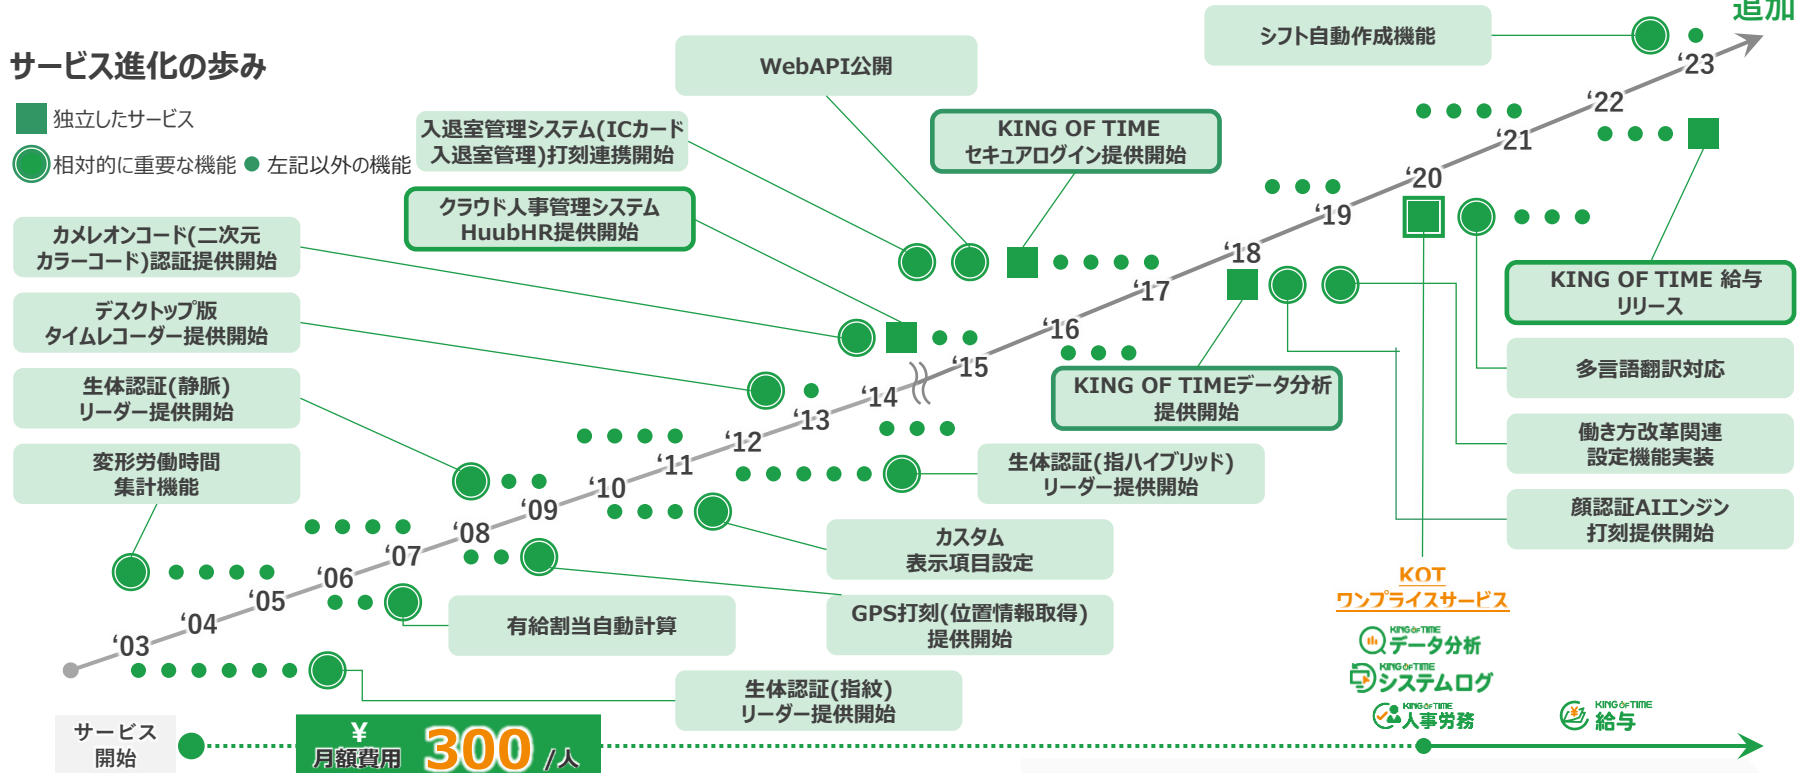 追加
サービス進化の歩み
独立したサービス
相対的に重要な機能
左記以外の機能
シフト自動作成機能
WebAPI公開
入退室管理システム(ICカード
入退室管理)打刻連携開始
KING OF TIME
セキュアログイン提供開始
クラウド人事管理システム
HuubHR提供開始
カメレオンコード(二次元
カラーコード)認証提供開始
デスクトップ版
タイムレコーダー提供開始
生体認証(静脈)
リーダー提供開始
変形労働時間
集計機能
‘03
‘04
‘05
‘06
‘07
‘08
‘09
‘10
‘11
‘12
‘13
‘14
‘15
‘16
‘17
‘18
‘19
‘20
‘21
‘22
‘23
KING OF TIME 給与
リリース
多言語翻訳対応
働き方改革関連
設定機能実装
顔認証AIエンジン
打刻提供開始
KING OF TIMEデータ分析
提供開始
生体認証(指ハイブリッド)
リーダー提供開始
カスタム
表示項目設定
GPS打刻(位置情報取得)
提供開始
有給割当自動計算
生体認証(指紋)
リーダー提供開始
KOT
ワンプライスサービス
KING OF TIME
データ分析
KING OF TIME
システムログ
KING OF TIME
人事労務
KING OF TIME
給与
サービス
開始
¥
月額費用 300 /人